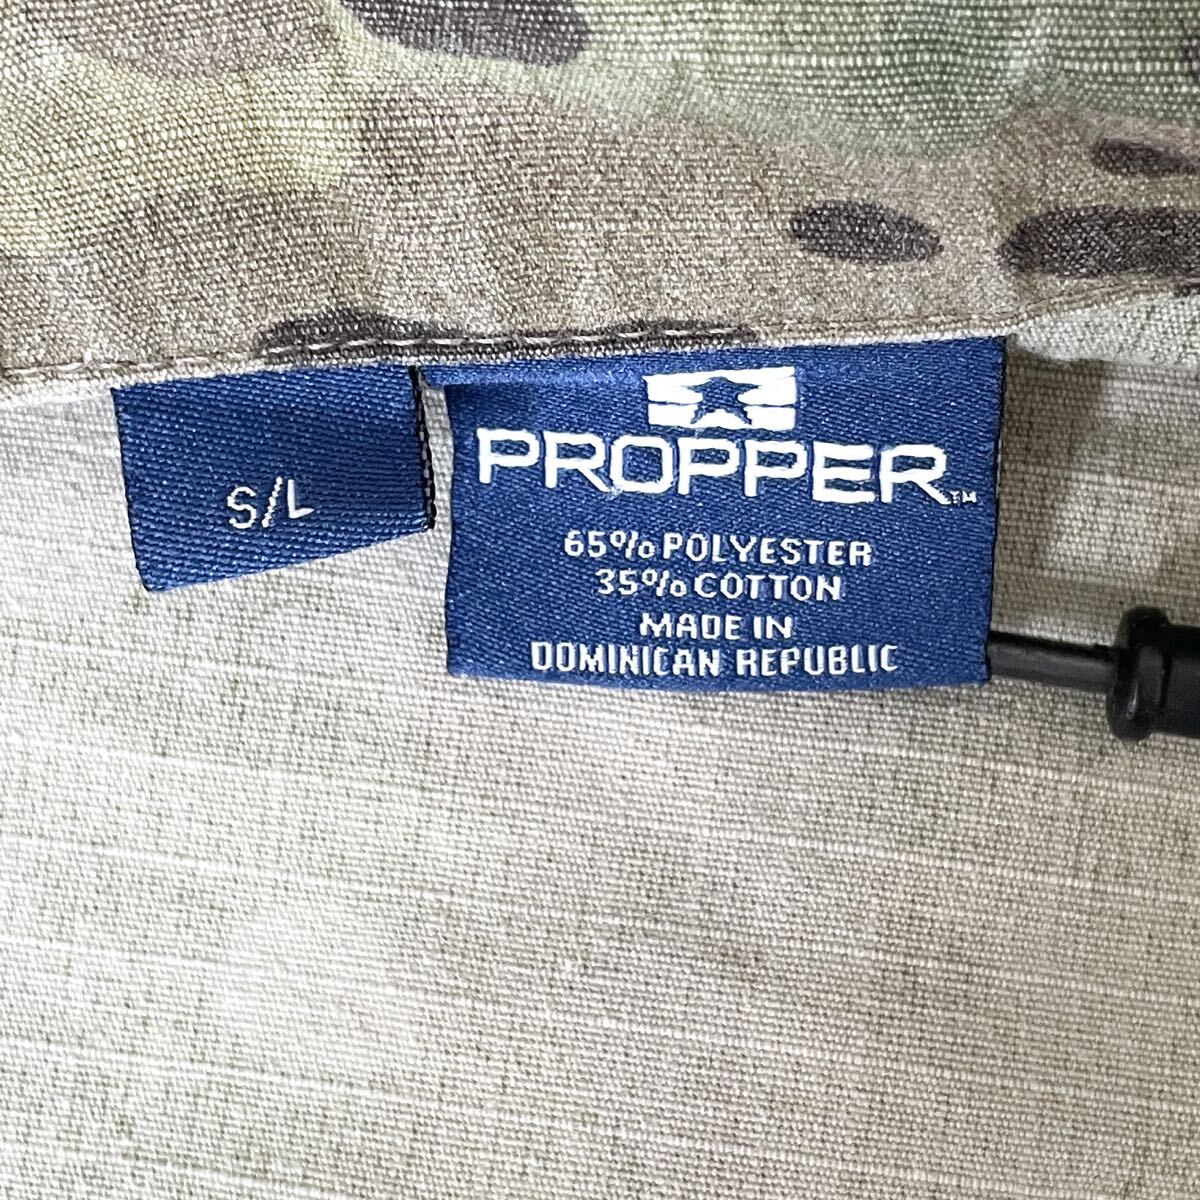 S/L
PROPPER™
65% POLYESTER
35% COTTON
MADE IN
DOMINICAN REPUBLIC